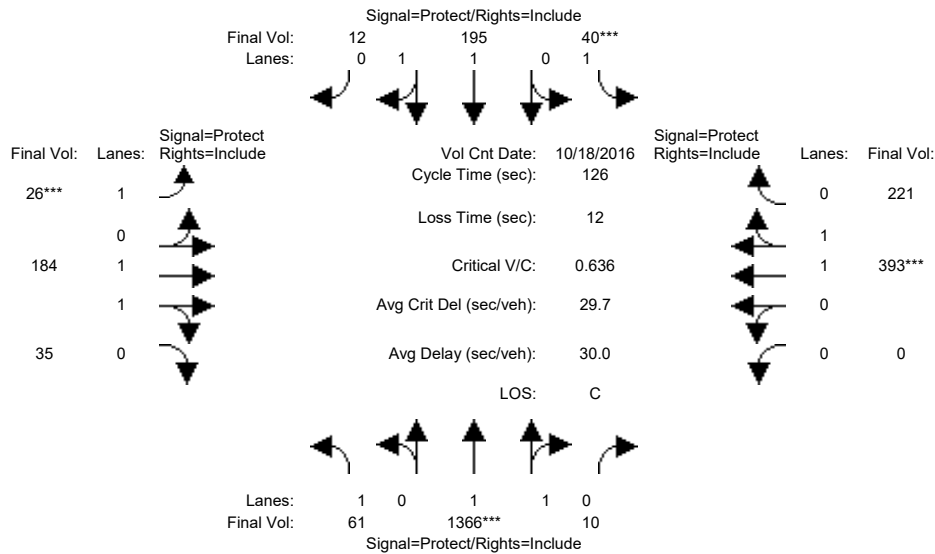 Signal=Protect/Rights=Include
Final Vol: 12 195 40***
Lanes: 0 1 1 0 1
Signal=Protect
Final Vol: Lanes: Rights=Include
Vol Cnt Date: 10/18/2016
Signal=Protect
Rights=Include Lanes: Final Vol:
Cycle Time (sec): 126
26*** 1
0 221
Loss Time (sec): 12
0
1
184 1
Critical V/C: 0.636
1 393***
1
Avg Crit Del (sec/veh): 29.7
0
35 0
Avg Delay (sec/veh): 30.0
0 0
LOS: C
Lanes: 1 0 1 1 0
Final Vol: 61 1366*** 10
Signal=Protect/Rights=Include